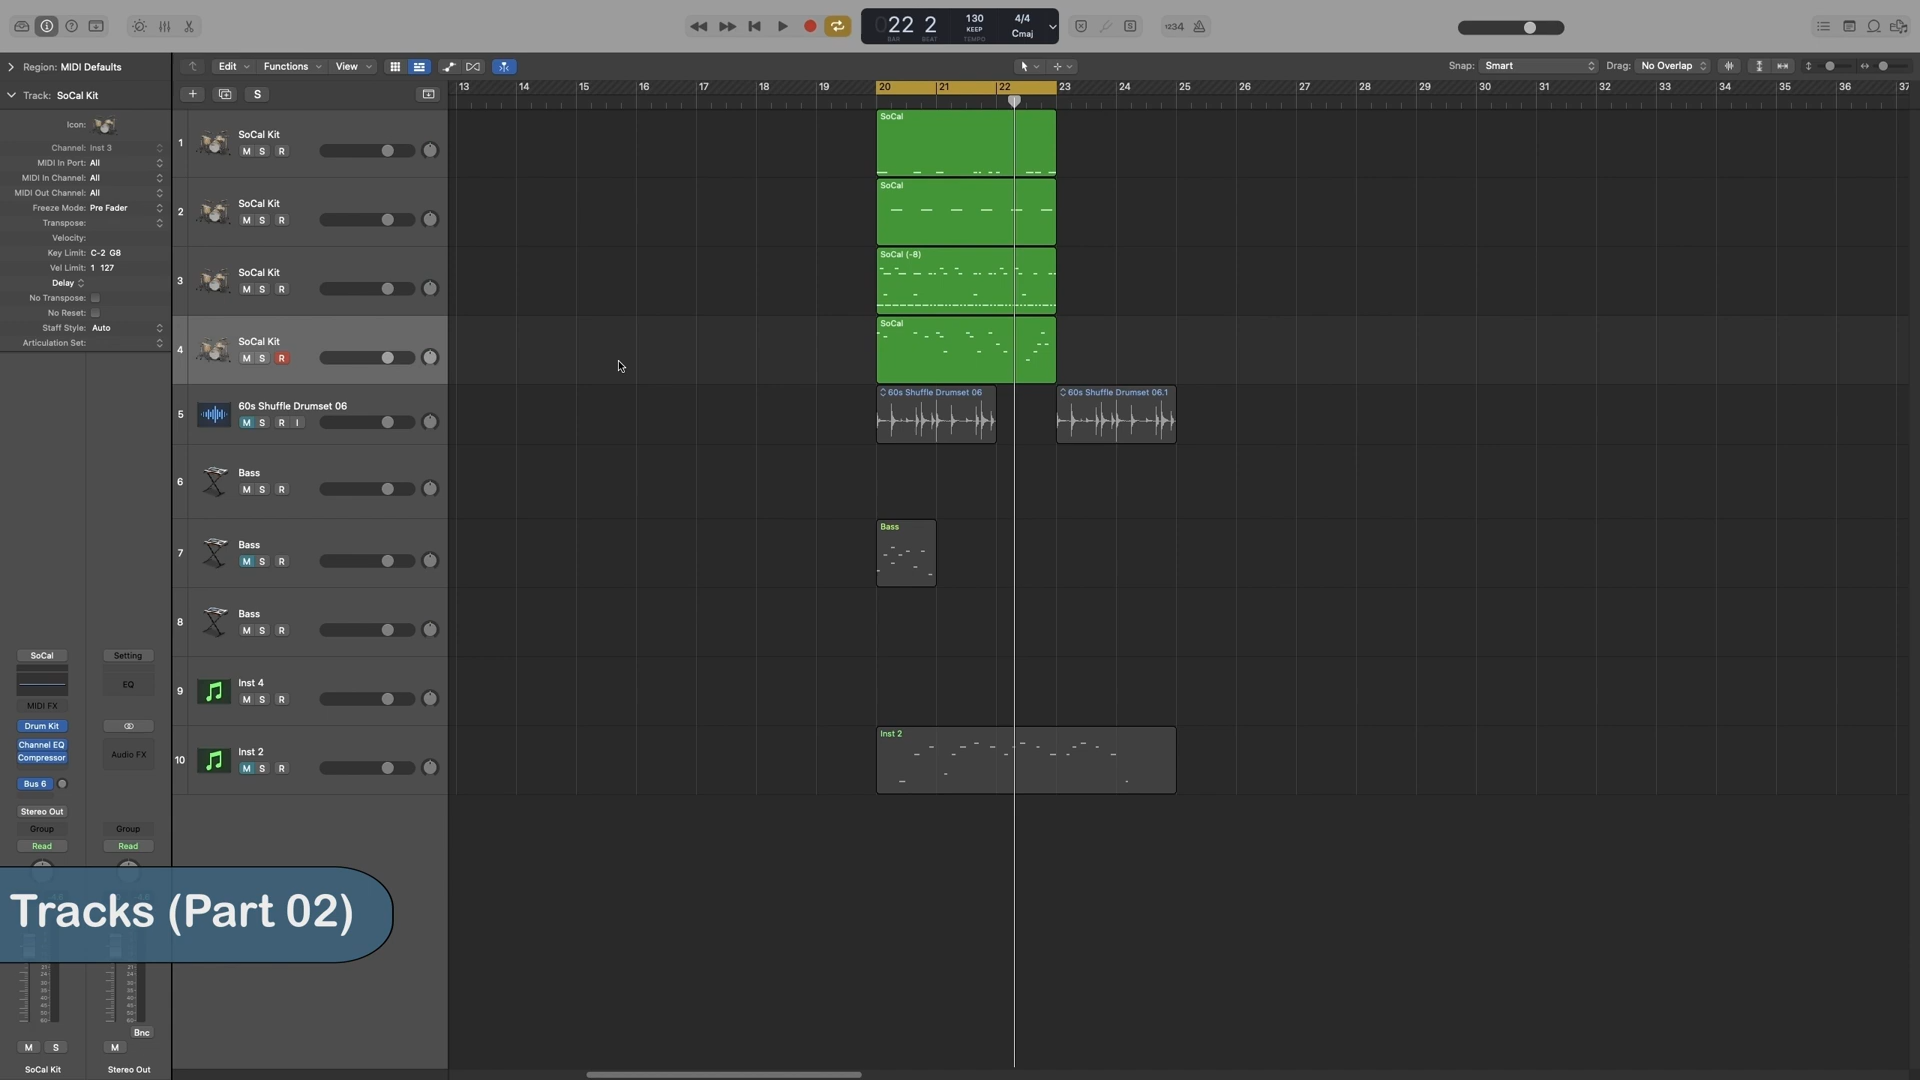 22 2
BAR BEAT
130
KEEP
TEMPO
4/4
Cmaj
1234
Region: MIDI Defaults
Edit
Functions
View
Snap: Smart
Drag: No Overlap
Track: SoCal Kit
S
13 14 15 16 17 18 19 20 21 22 23 24 25 26 27 28 29 30 31 32 33 34 35 36 37
Icon:
Channel: Inst 3
MIDI In Port: All
MIDI In Channel: All
MIDI Out Channel: All
Freeze Mode: Pre Fader
Transpose:
Velocity:
Key Limit: C-2 G8
Vel Limit: 1 127
Delay
No Transpose:
No Reset:
Staff Style: Auto
Articulation Set:
1 SoCal Kit
M S R
SoCal
2 SoCal Kit
M S R
SoCal
3 SoCal Kit
M S R
SoCal (-8)
4 SoCal Kit
M S R
SoCal
5 60s Shuffle Drumset 06
M S R I
60s Shuffle Drumset 06
60s Shuffle Drumset 06.1
6 Bass
M S R
7 Bass
M S R
Bass
8 Bass
M S R
9 Inst 4
M S R
10 Inst 2
M S R
Inst 2
SoCal
Setting
EQ
MIDI FX
Drum Kit
Channel EQ
Compressor
Audio FX
Bus 6
Stereo Out
Group
Group
Read
Read
Tracks (Part 02)
Bnc
M S
M
SoCal Kit
Stereo Out